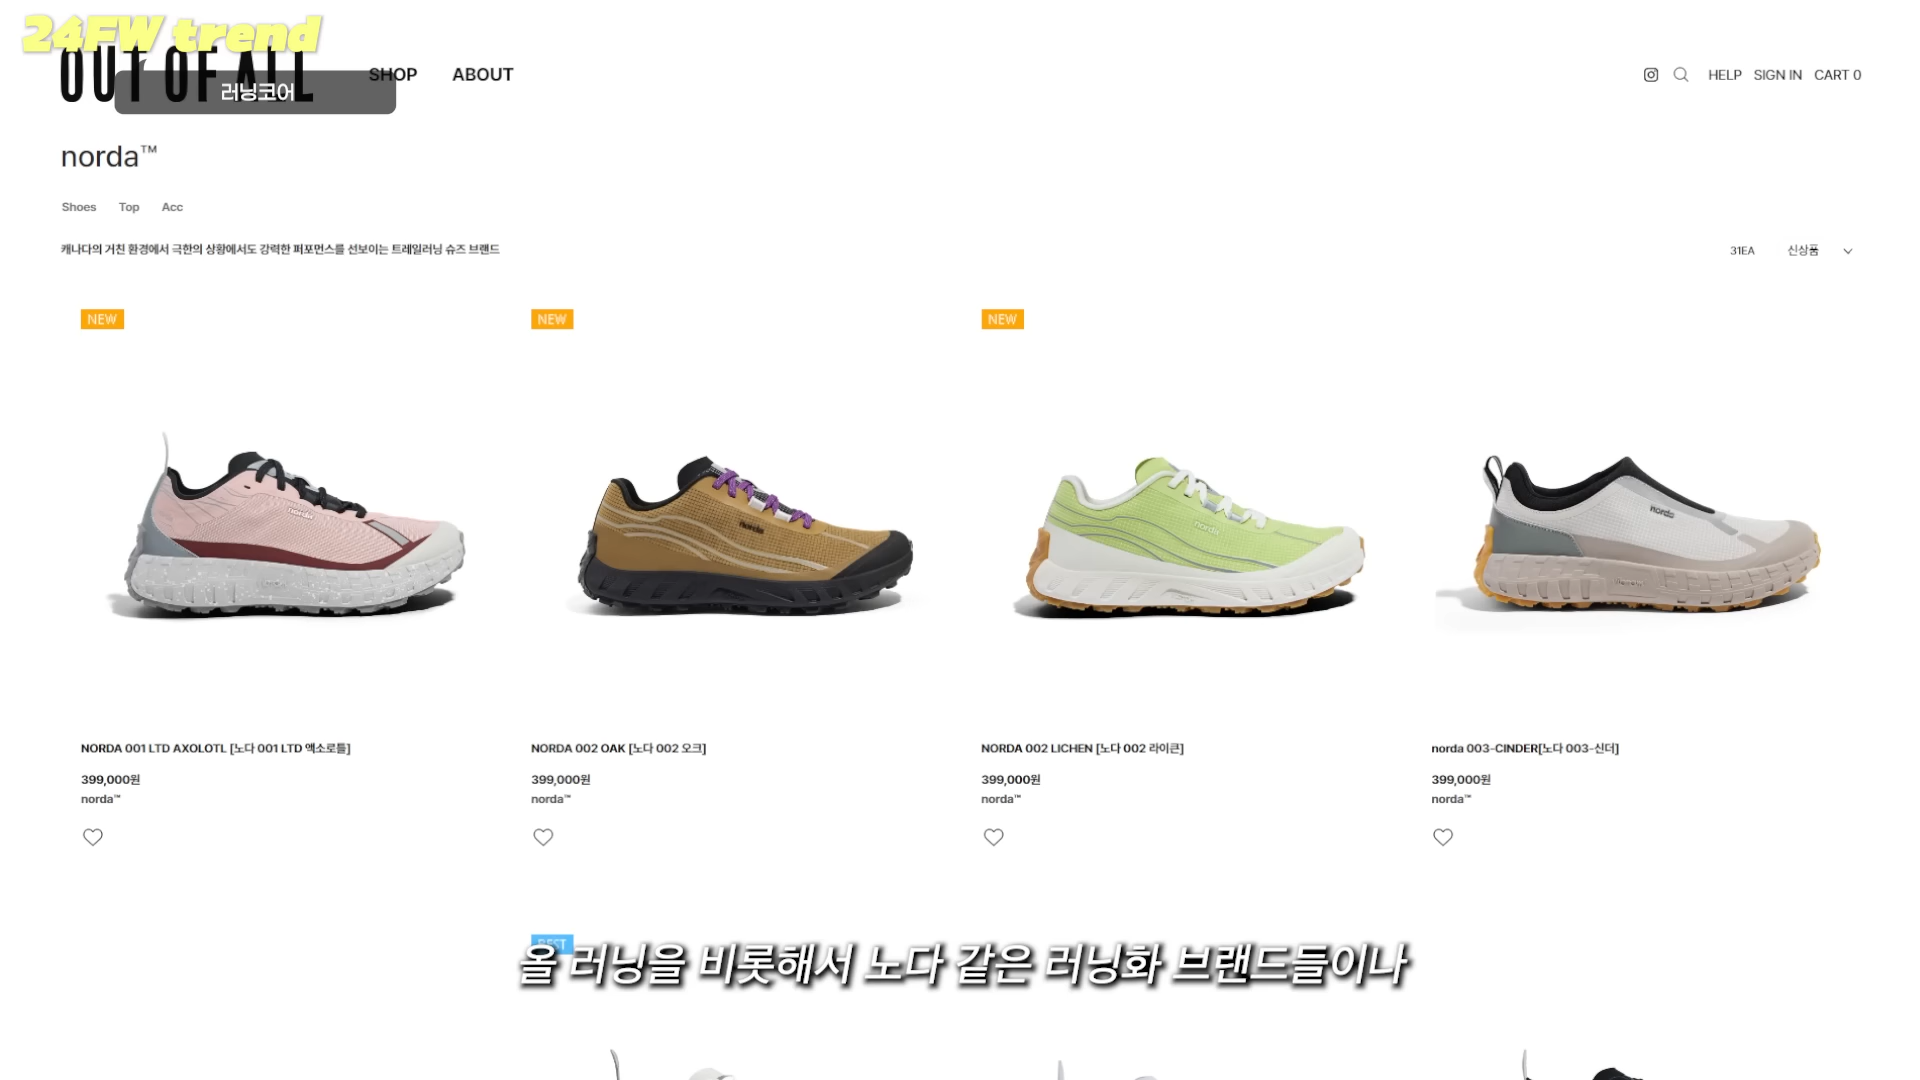 24FW trend
OUT OF ALL
러닝코어
SHOP ABOUT
HELP SIGN IN CART 0
norda™
Shoes Top Acc
캐나다의 거친 환경에서 극한의 상황에서도 강력한 퍼포먼스를 선보이는 트레일러닝 슈즈 브랜드
31EA 신상품
NEW NEW NEW
norda norda norda norda
NORDA 001 LTD AXOLOTL [노다 001 LTD 액소로틀]
399,000원
norda™
NORDA 002 OAK [노다 002 오크]
399,000원
norda™
NORDA 002 LICHEN [노다 002 라이큰]
399,000원
norda™
norda 003-CINDER[노다 003-신더]
399,000원
norda™
BEST
올 러닝을 비롯해서 노다 같은 러닝화 브랜드들이나